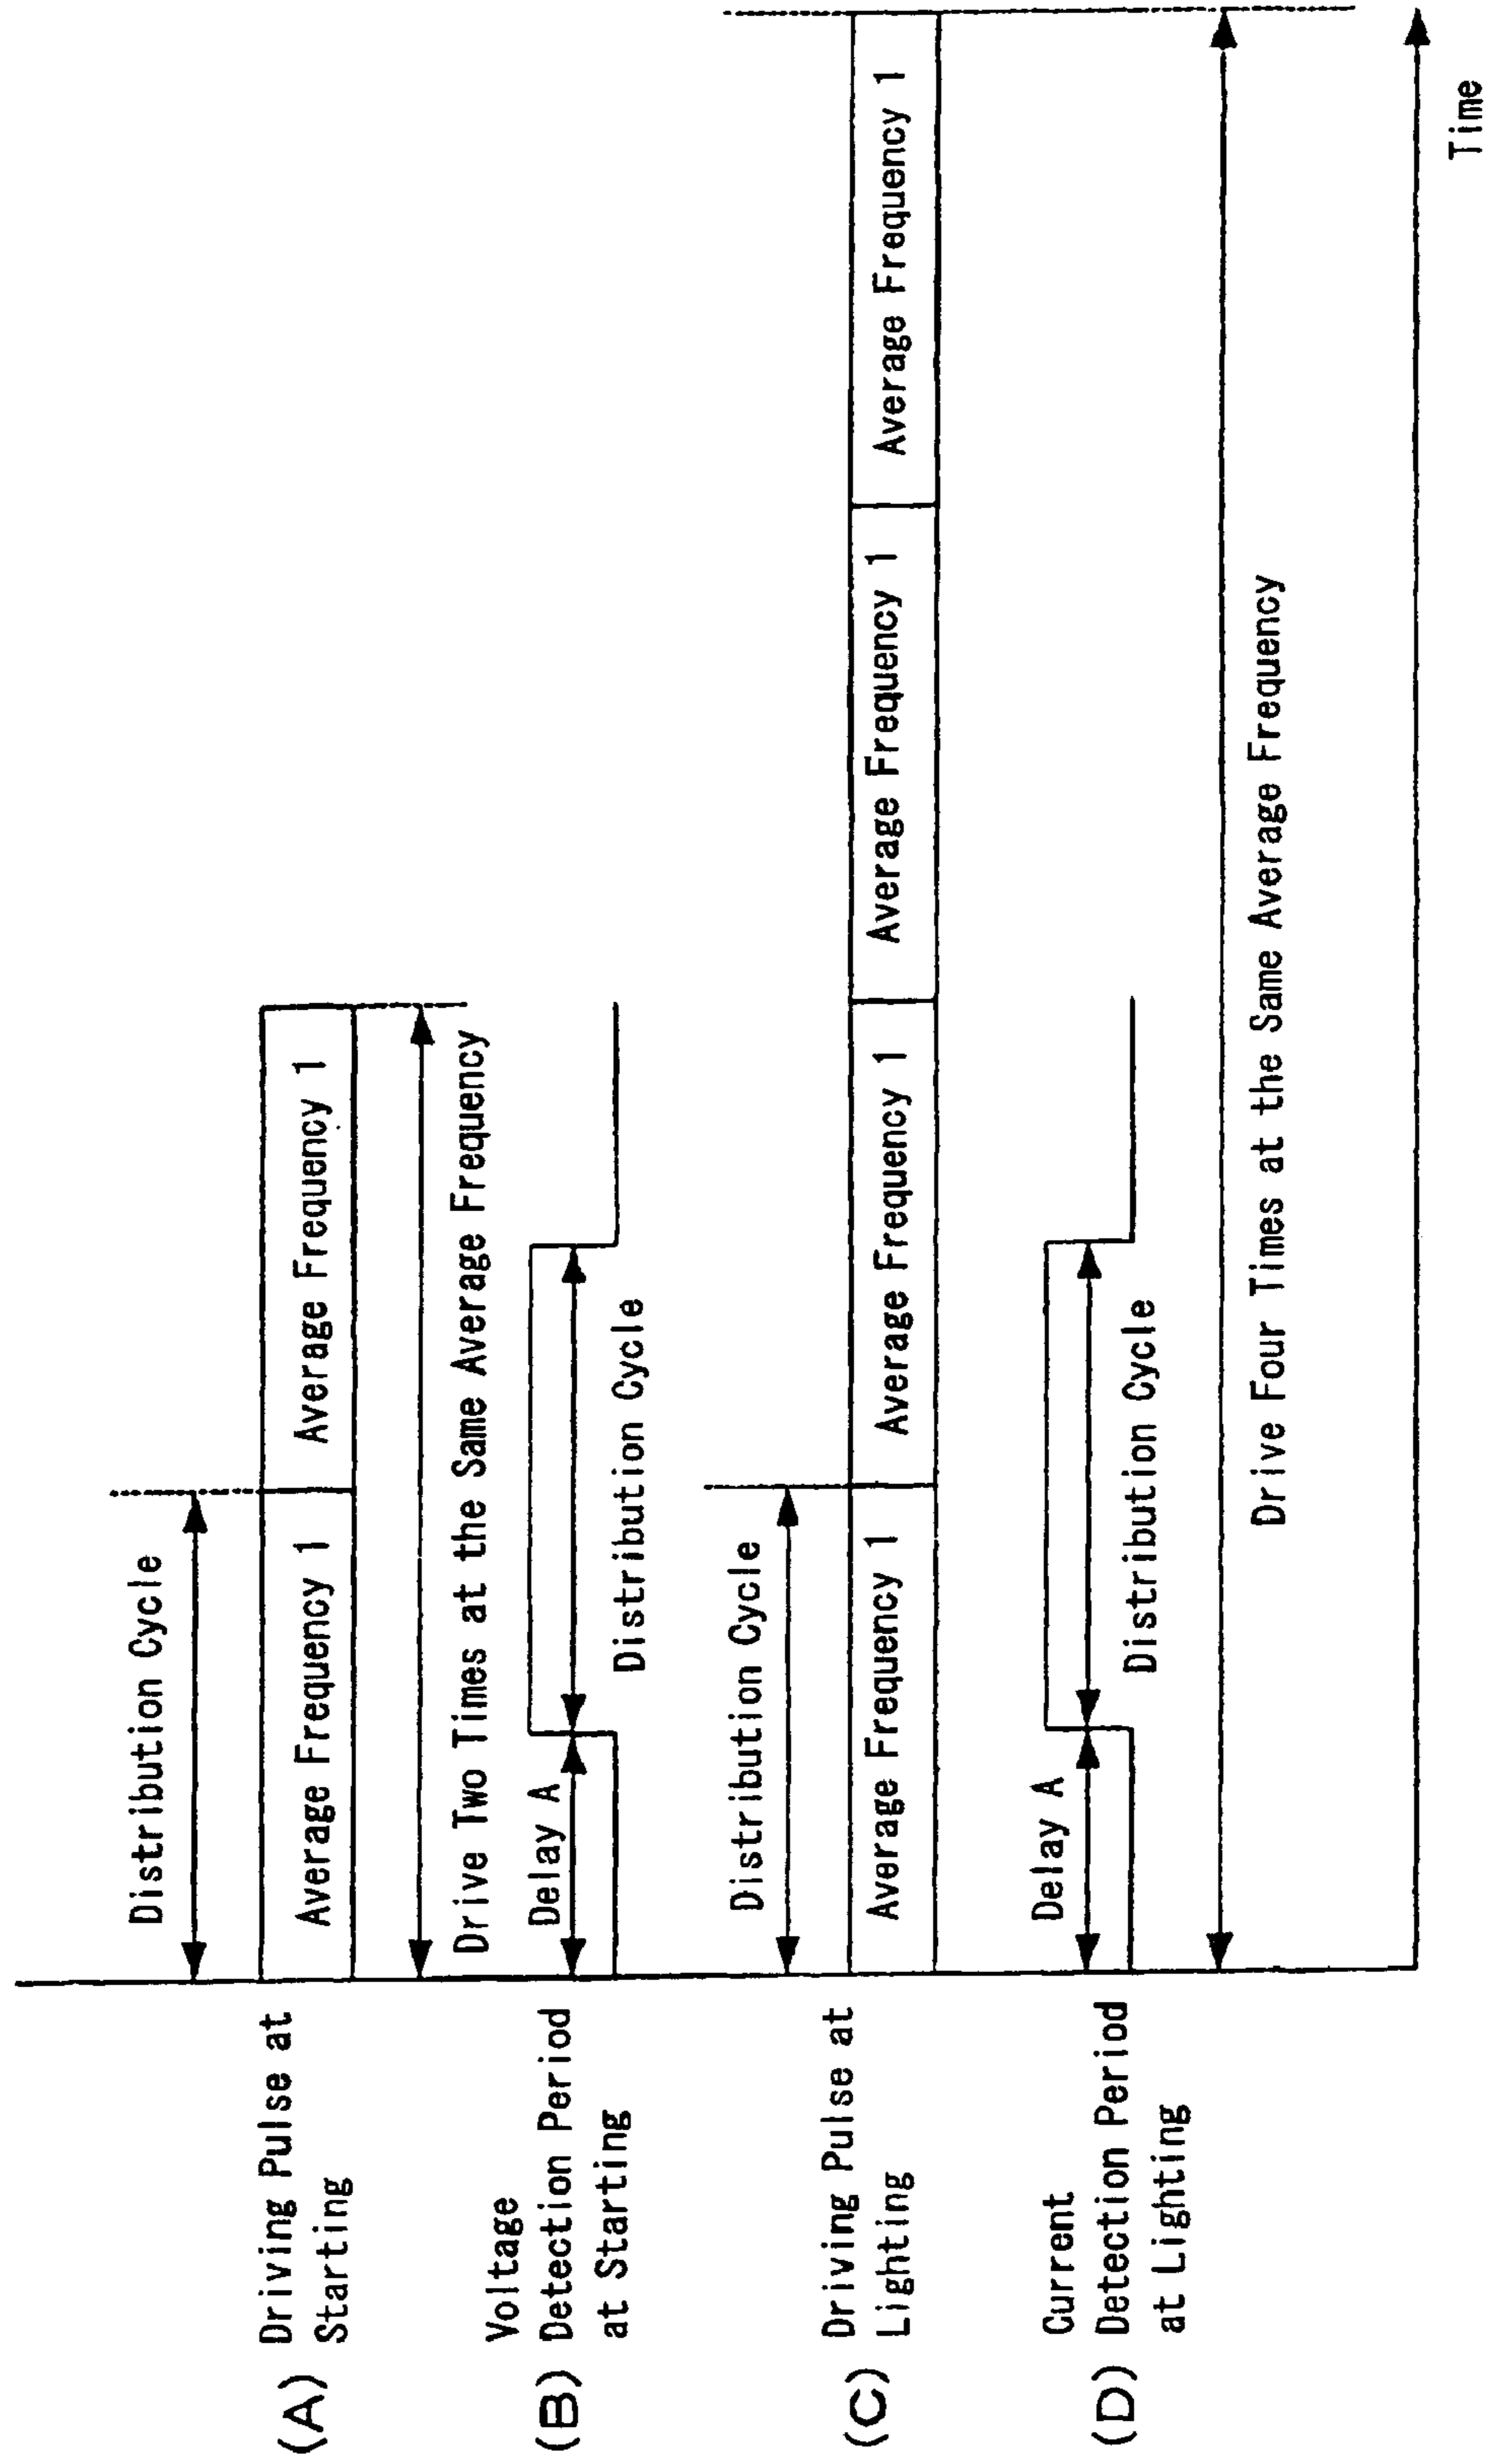 Distribution Cycle
(A) Driving Pulse at
Starting
Average Frequency 1
Average Frequency 1
Drive Two Times at the Same Average Frequency
Voltage
(B) Detection Period
at Starting
Delay A
Distribution Cycle
Distribution Cycle
(C) Driving Pulse at
Lighting
Average Frequency 1
Average Frequency 1
Average Frequency 1
Average Frequency 1
Current
(D) Detection Period
at Lighting
Delay A
Distribution Cycle
Drive Four Times at the Same Average Frequency
Time